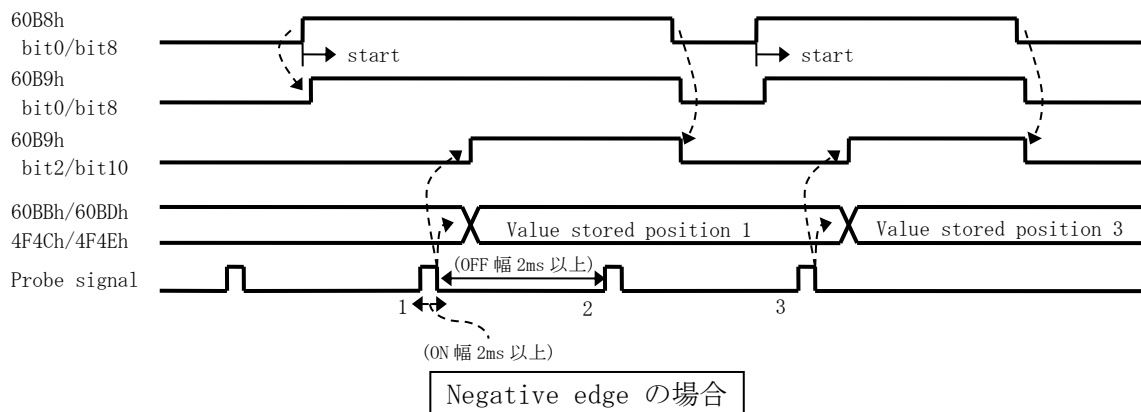 60B8h
bit0/bit8
start
start
60B9h
bit0/bit8
60B9h
bit2/bit10
60BBh/60BDh
4F4Ch/4F4Eh
Value stored position 1
Value stored position 3
(OFF 幅 2ms 以上)
Probe signal
1
2
3
(ON 幅 2ms 以上)
Negative edge の場合